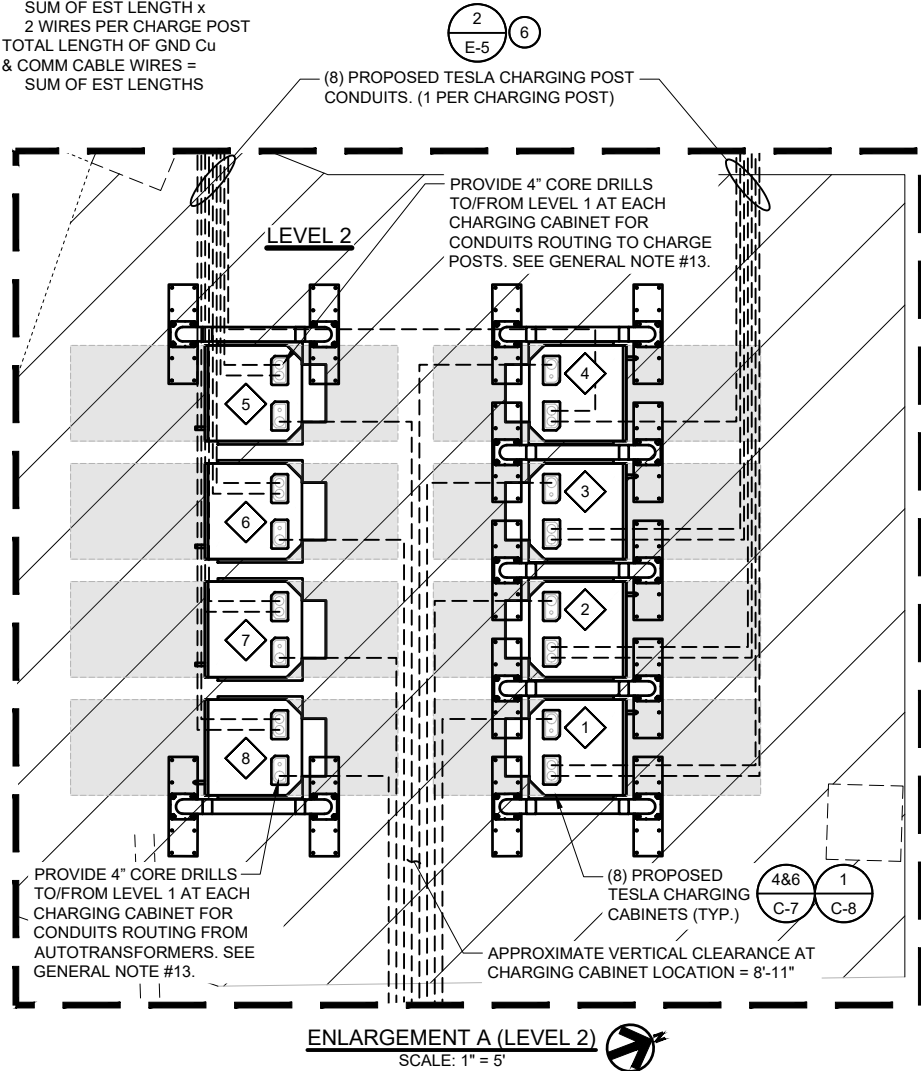 SUM OF EST LENGTH x
2 WIRES PER CHARGE POST
TOTAL LENGTH OF GND Cu
& COMM CABLE WIRES =
SUM OF EST LENGTHS
2
E-5
6
(8) PROPOSED TESLA CHARGING POST
CONDUITS. (1 PER CHARGING POST)
PROVIDE 4" CORE DRILLS
TO/FROM LEVEL 1 AT EACH
CHARGING CABINET FOR
CONDUITS ROUTING TO CHARGE
POSTS. SEE GENERAL NOTE #13.
LEVEL 2
5
4
6
3
7
2
8
1
PROVIDE 4" CORE DRILLS
TO/FROM LEVEL 1 AT EACH
CHARGING CABINET FOR
CONDUITS ROUTING FROM
AUTOTRANSFORMERS. SEE
GENERAL NOTE #13.
(8) PROPOSED
TESLA CHARGING
CABINETS (TYP.)
4&6
C-7
1
C-8
APPROXIMATE VERTICAL CLEARANCE AT
CHARGING CABINET LOCATION = 8'-11"
ENLARGEMENT A (LEVEL 2)
SCALE: 1" = 5'
N